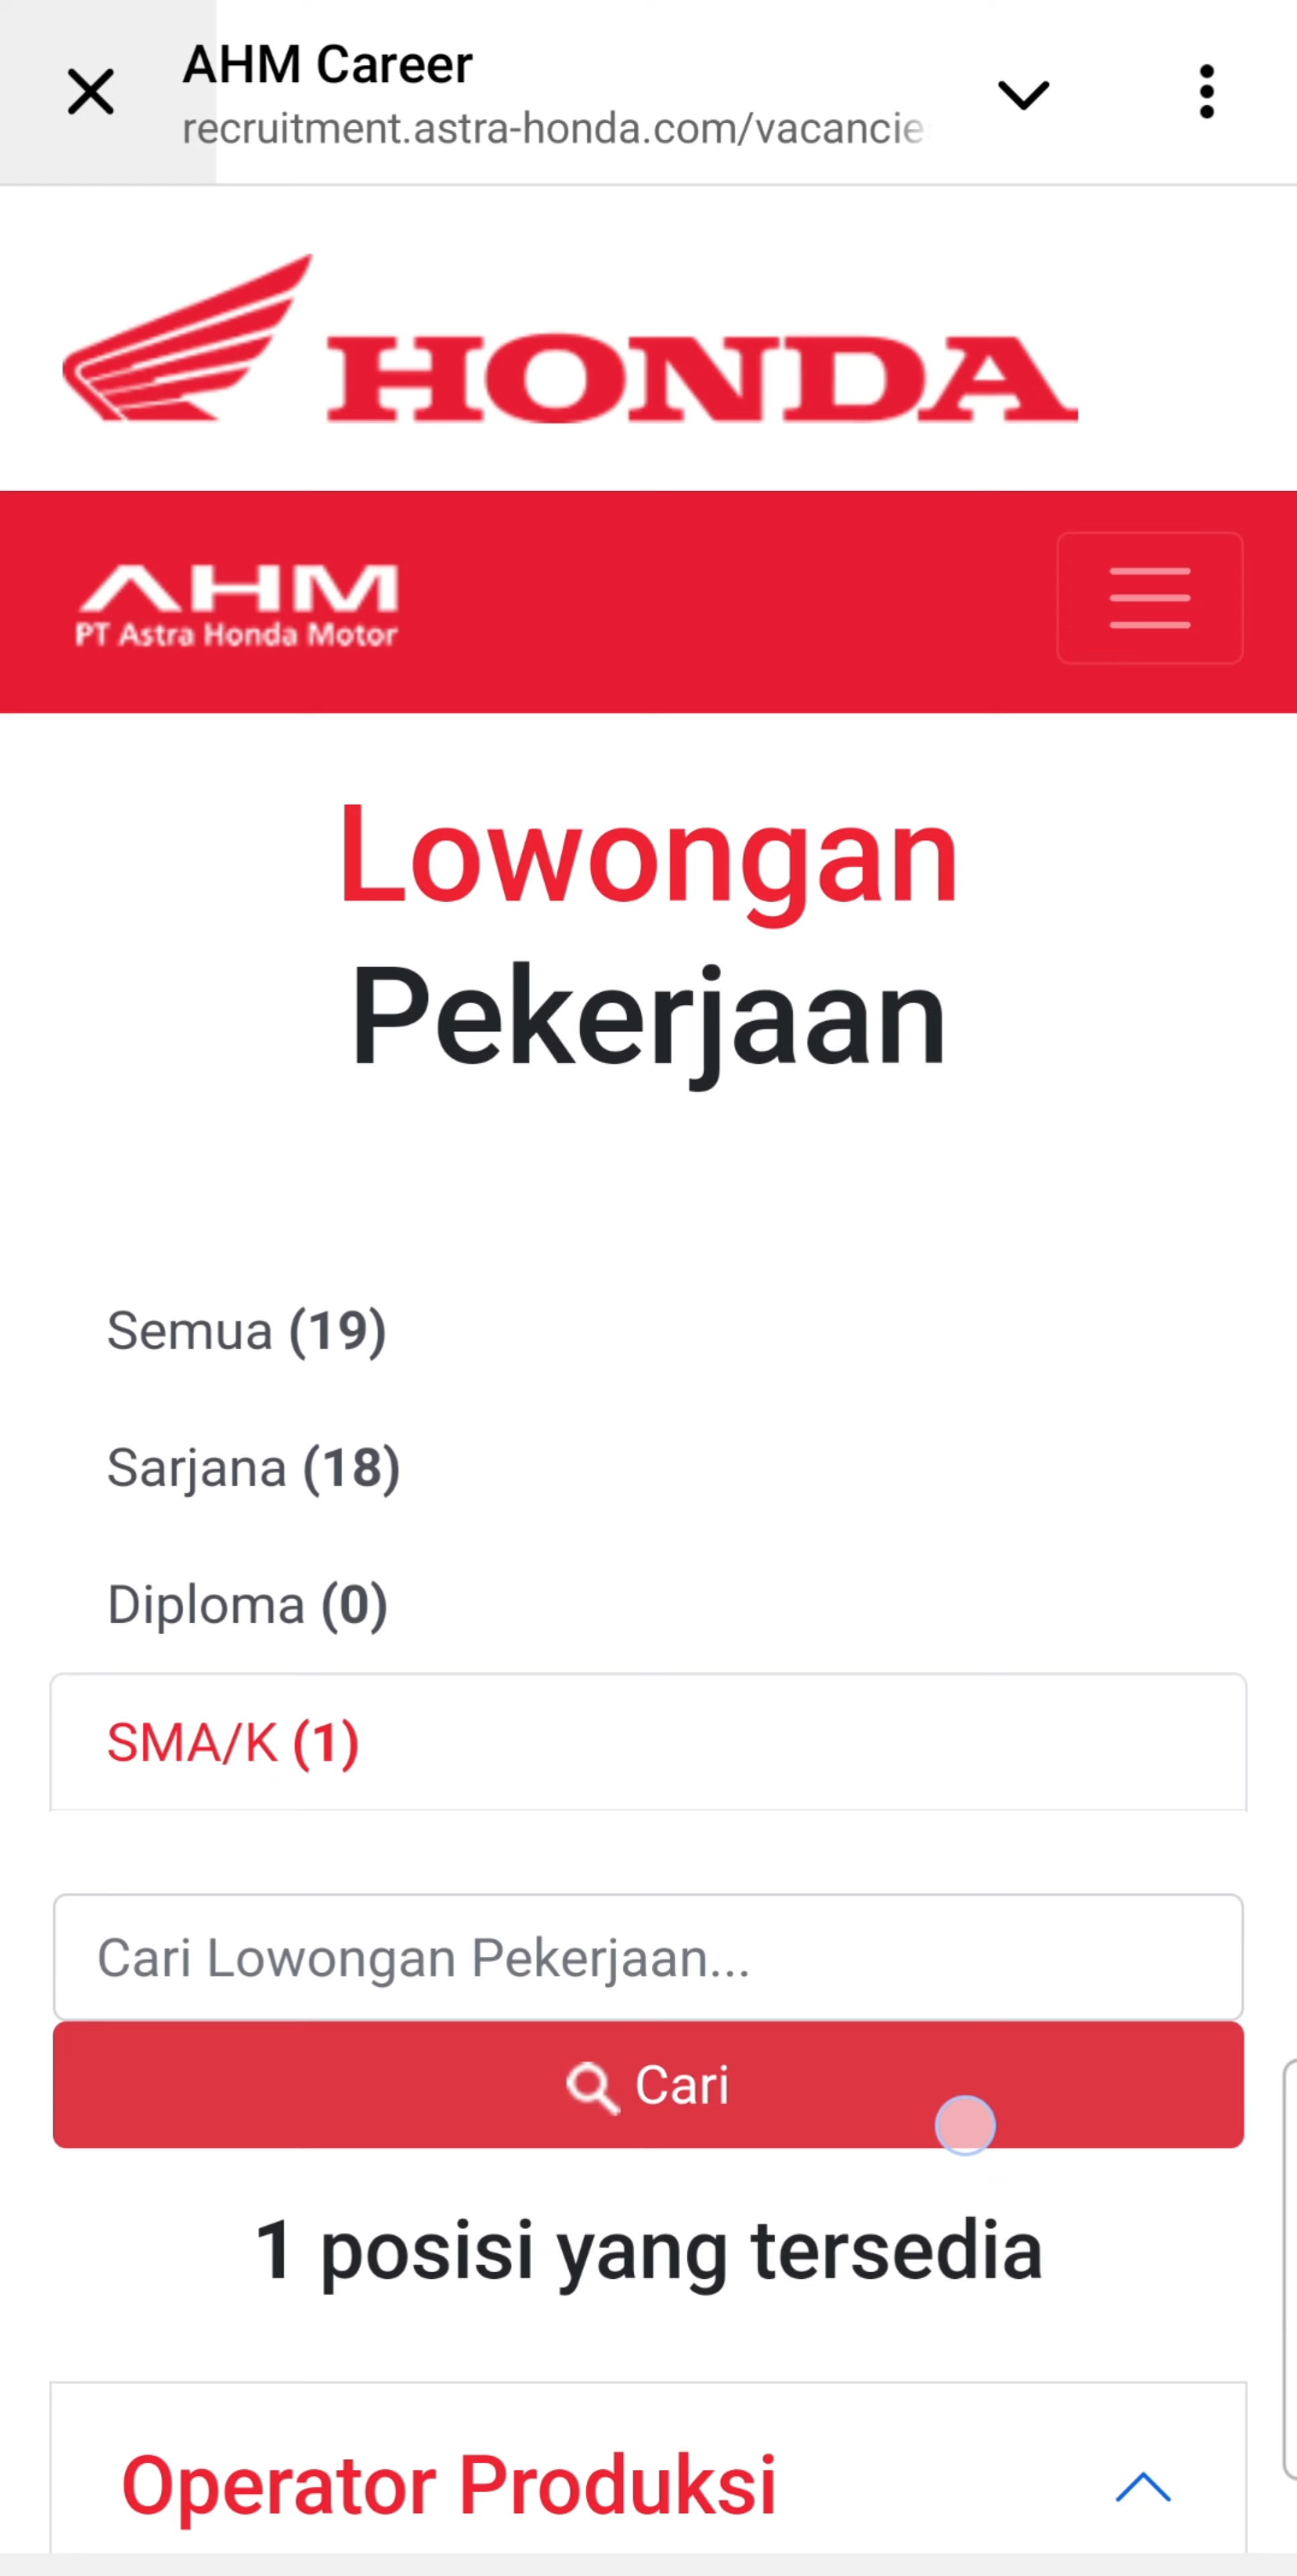 AHM Career
recruitment.astra-honda.com/vacancie
HONDA
AHM
PT Astra Honda Motor
Lowongan
Pekerjaan
Semua (19)
Sarjana (18)
Diploma (0)
SMA/K (1)
Cari Lowongan Pekerjaan...
Cari
1 posisi yang tersedia
Operator Produksi